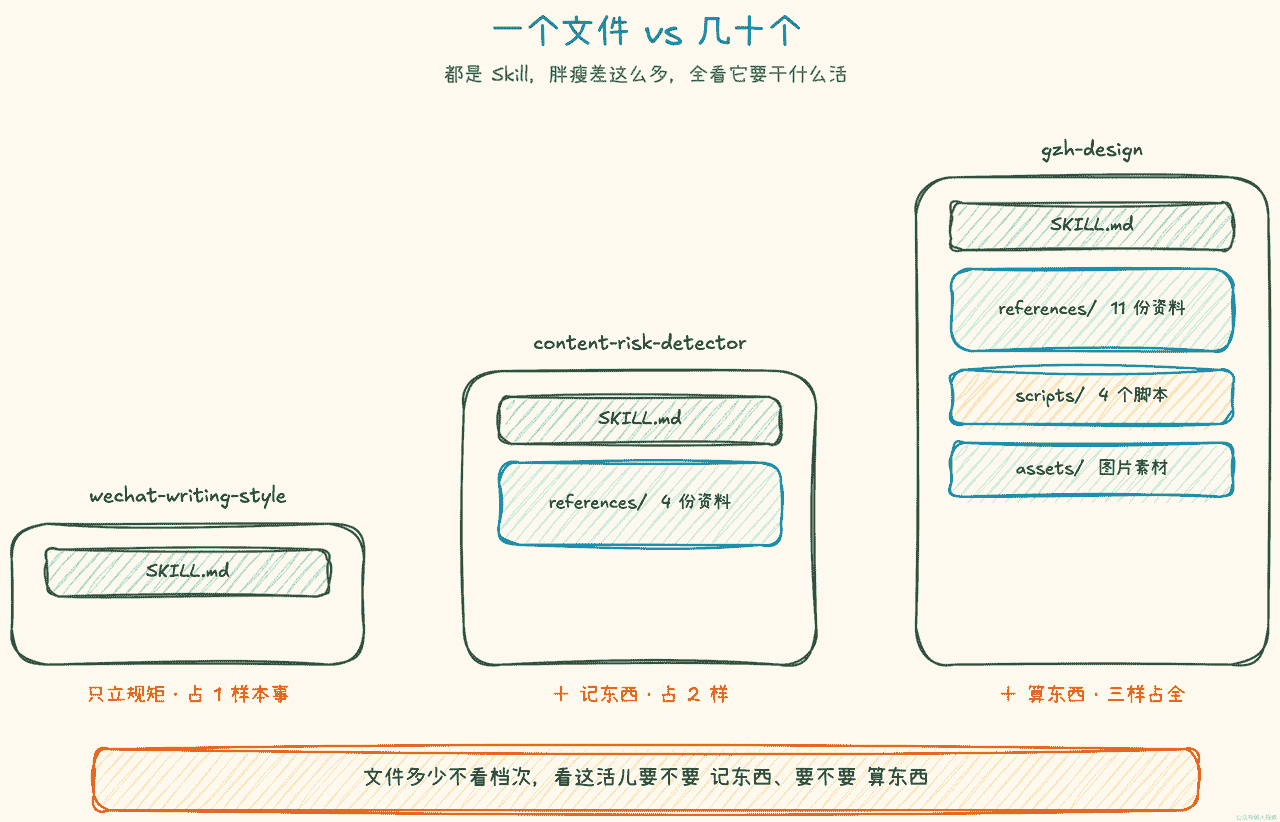 一个文件 vs 几十个
都是 Skill，胖瘦差这么多，全看它要干什么活
wechat-writing-style
SKILL.md
只立规矩·占 1 样本事
content-risk-detector
SKILL.md
references/ 4 份资料
＋ 记东西·占 2 样
gzh-design
SKILL.md
references/ 11 份资料
scripts/ 4 个脚本
assets/ 图片素材
＋ 算东西·三样占全
文件多少不看档次，看这活儿要不要 记东西、要不要 算东西